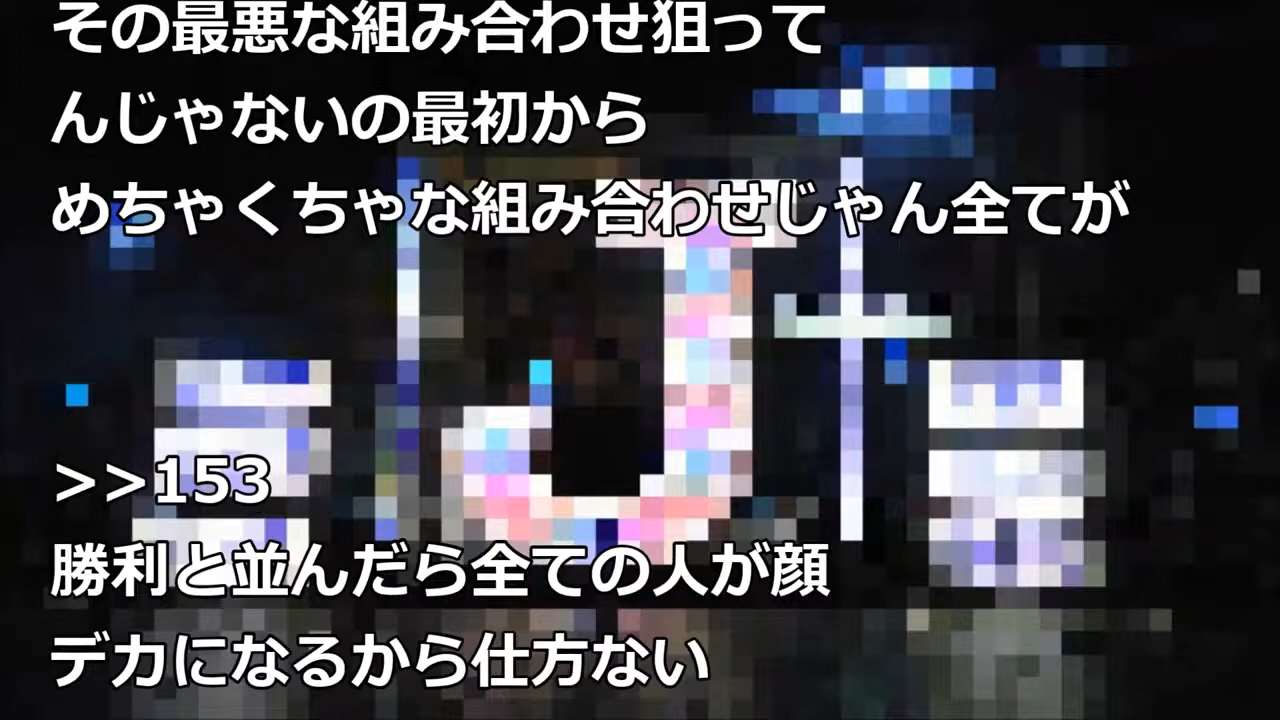 その最悪な組み合わせ狙って
んじゃないの最初から
めちゃくちゃな組み合わせじゃん全てが
>>153
勝利と並んだら全ての人が顔
デカになるから仕方ない